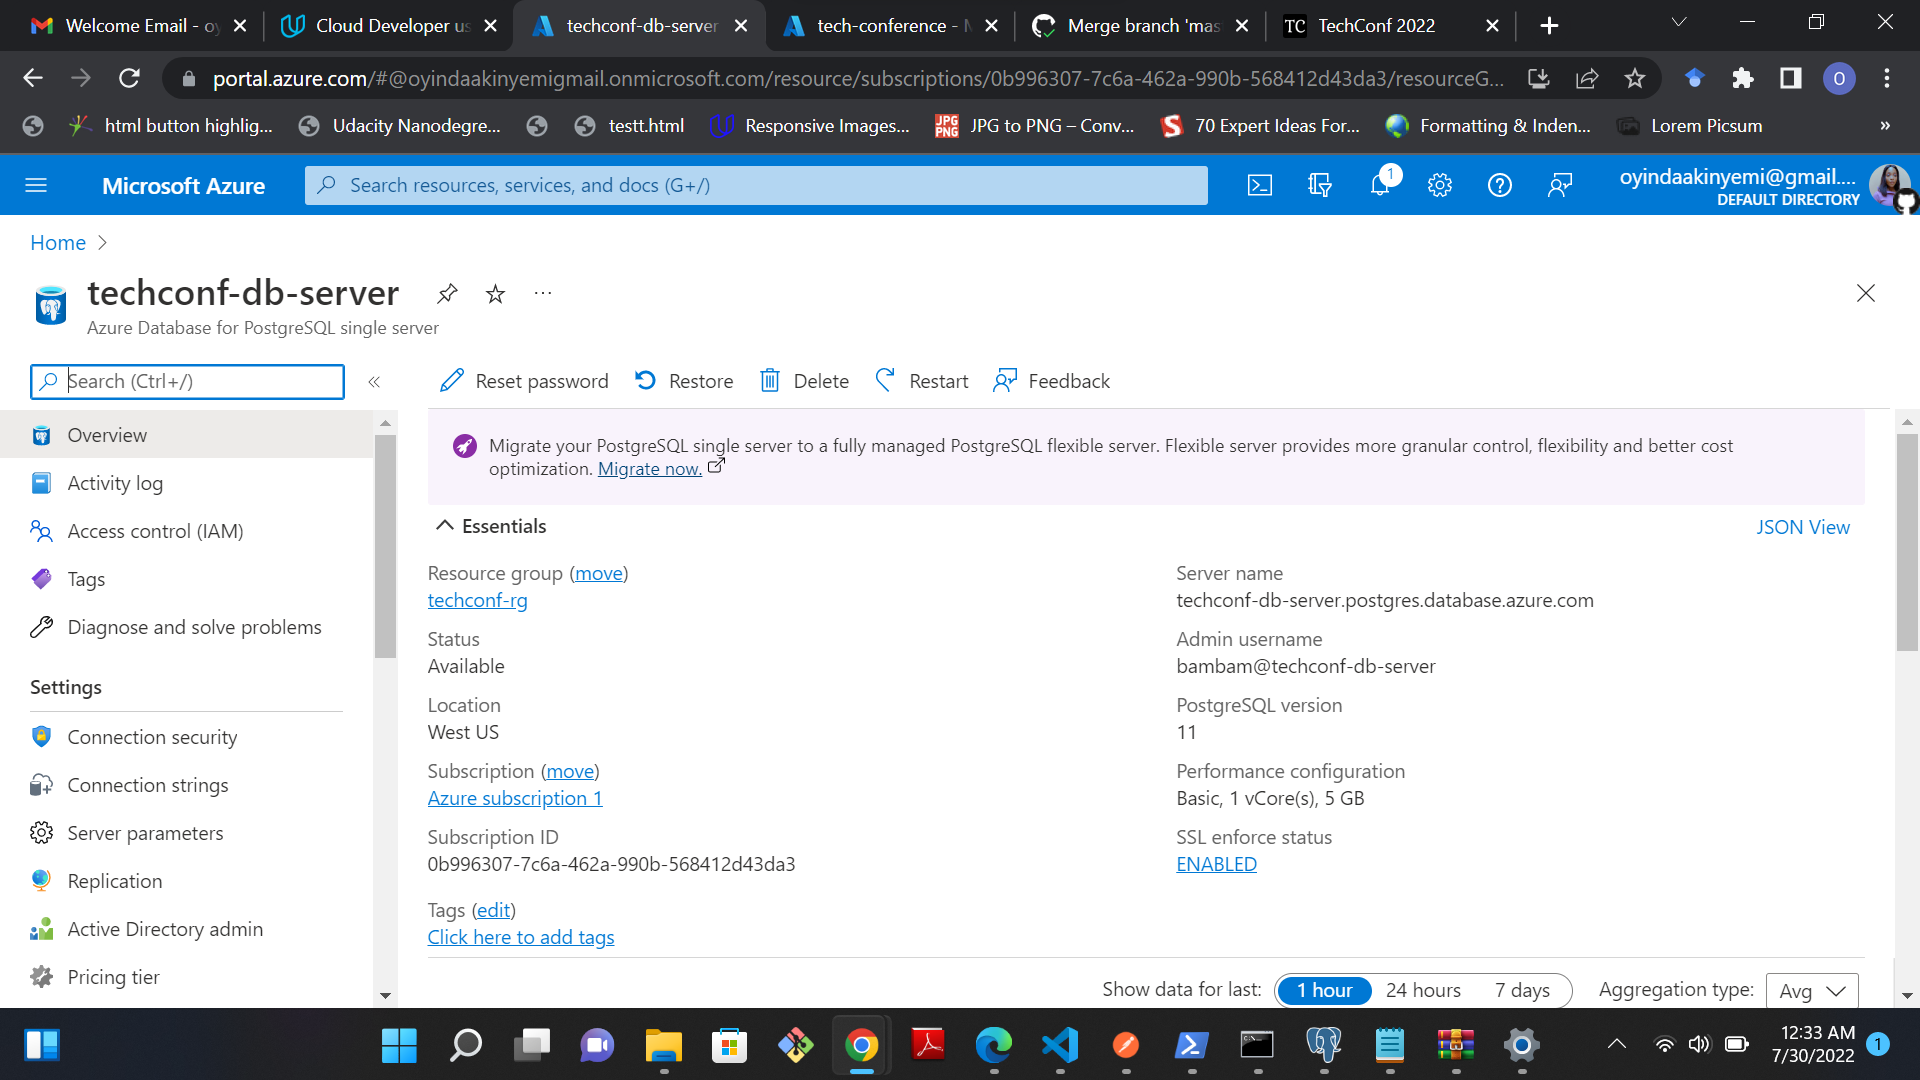 Welcome Email - oy
Cloud Developer us
techconf-db-server
tech-conference - M
Merge branch 'mas
TC TechConf 2022
portal.azure.com/#@oyindaakinyemigmail.onmicrosoft.com/resource/subscriptions/0b996307-7c6a-462a-990b-568412d43da3/resourceG...
O
html button highlig...
Udacity Nanodegre...
testt.html
Responsive Images...
JPG PNG JPG to PNG – Conv...
S 70 Expert Ideas For...
Formatting & Inden...
Lorem Picsum
»
Microsoft Azure
Search resources, services, and docs (G+/)
1
oyindaakinyemi@gmail....
DEFAULT DIRECTORY
Home >
techconf-db-server
...
Azure Database for PostgreSQL single server
Search (Ctrl+/)
«
Reset password
Restore
Delete
Restart
Feedback
Overview
Activity log
Access control (IAM)
Tags
Diagnose and solve problems
Settings
Connection security
Connection strings
Server parameters
Replication
Active Directory admin
Pricing tier
Migrate your PostgreSQL single server to a fully managed PostgreSQL flexible server. Flexible server provides more granular control, flexibility and better cost
optimization. Migrate now.
Essentials
JSON View
Resource group (move)
techconf-rg
Status
Available
Location
West US
Subscription (move)
Azure subscription 1
Subscription ID
0b996307-7c6a-462a-990b-568412d43da3
Tags (edit)
Click here to add tags
Server name
techconf-db-server.postgres.database.azure.com
Admin username
bambam@techconf-db-server
PostgreSQL version
11
Performance configuration
Basic, 1 vCore(s), 5 GB
SSL enforce status
ENABLED
Show data for last:
1 hour
24 hours
7 days
Aggregation type:
Avg
12:33 AM
7/30/2022
1